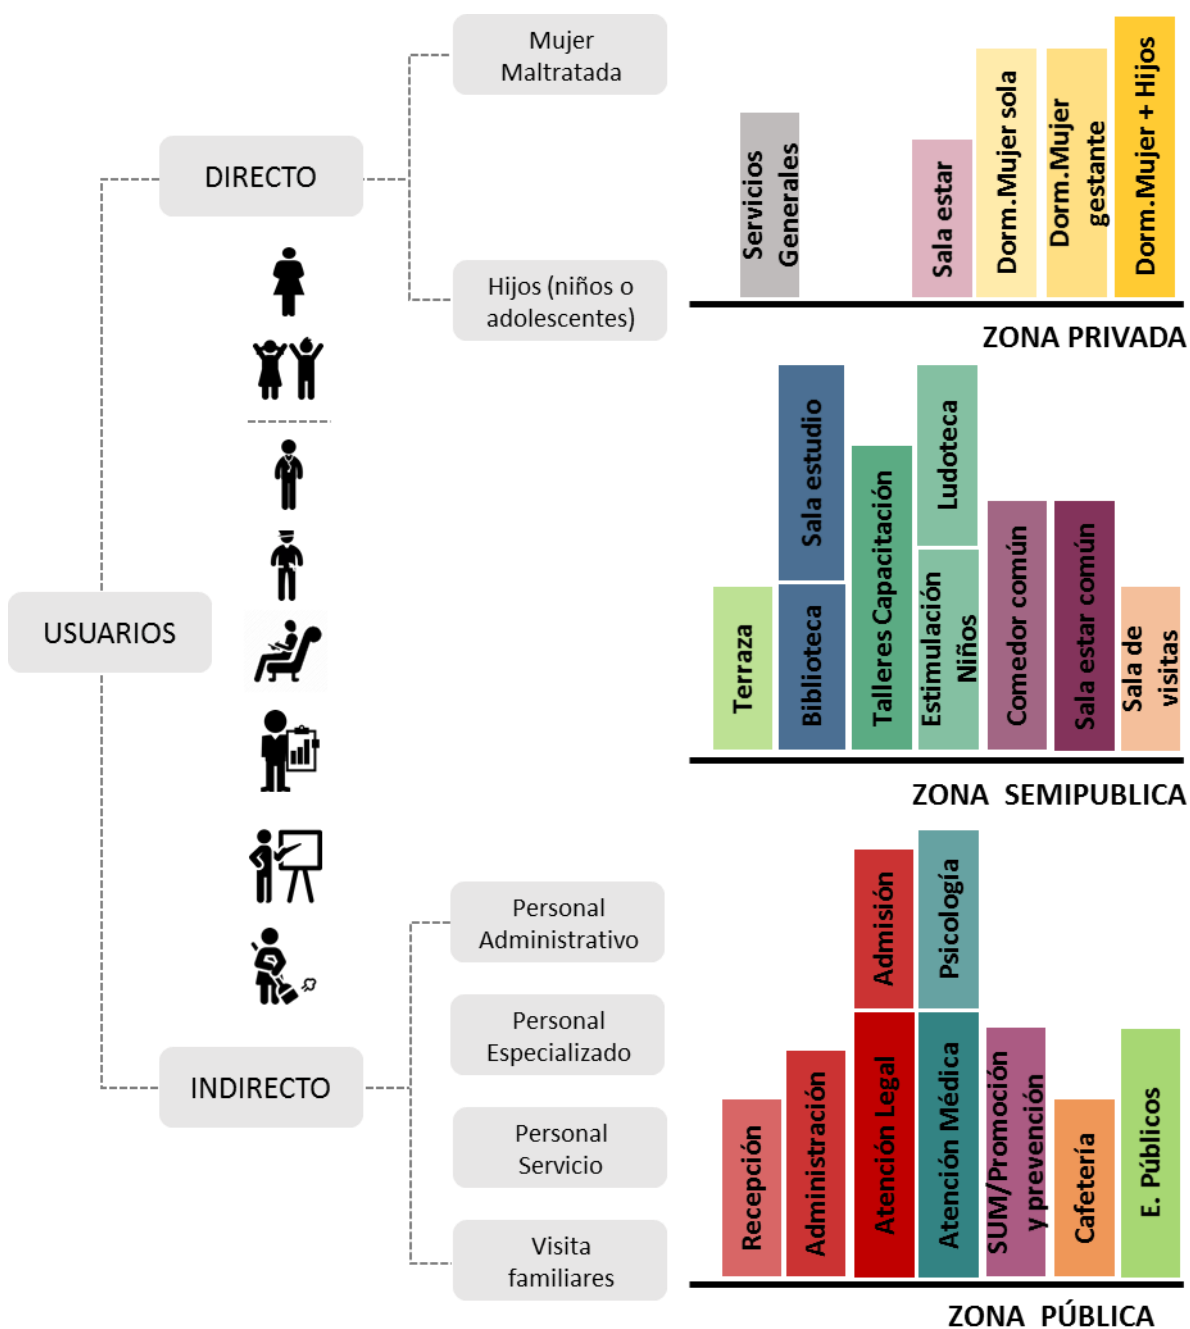 USUARIOS
DIRECTO
Mujer
Maltratada
Hijos (niños o
adolescentes)
INDIRECTO
Personal
Administrativo
Personal
Especializado
Personal
Servicio
Visita
familiares
Servicios
Generales
Sala estar
Dorm.Mujer sola
Dorm.Mujer
gestante
Dorm.Mujer + Hijos
ZONA PRIVADA
Terraza
Sala estudio
Biblioteca
Talleres Capacitación
Ludoteca
Estimulación
Niños
Comedor común
Sala estar común
Sala de
visitas
ZONA SEMIPUBLICA
Recepción
Administración
Admisión
Atención Legal
Psicología
Atención Médica
SUM/Promoción
y prevención
Cafetería
E. Públicos
ZONA PÚBLICA